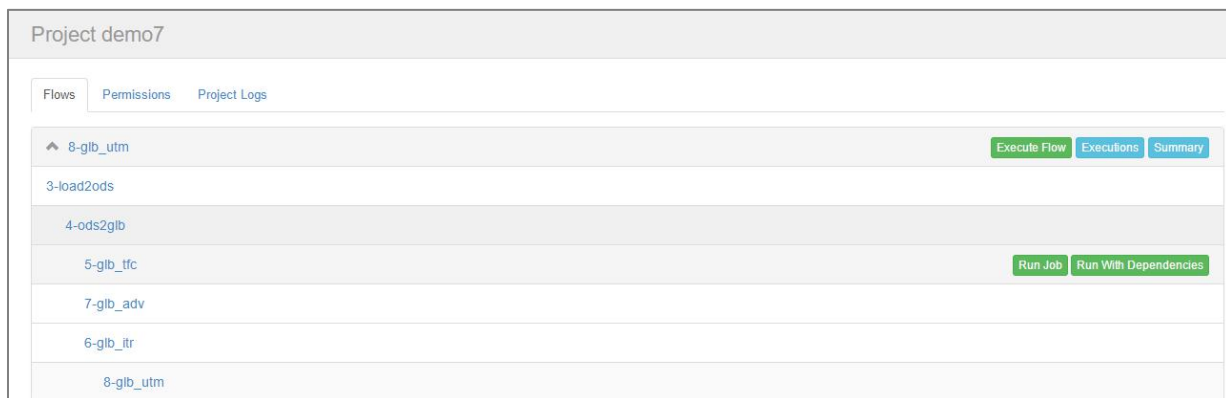 Project demo7
Flows Permissions Project Logs
8-glb_utm Execute Flow Executions Summary
3-load2ods
4-ods2glb
5-glb_tfc Run Job Run With Dependencies
7-glb_adv
6-glb_itr
8-glb_utm